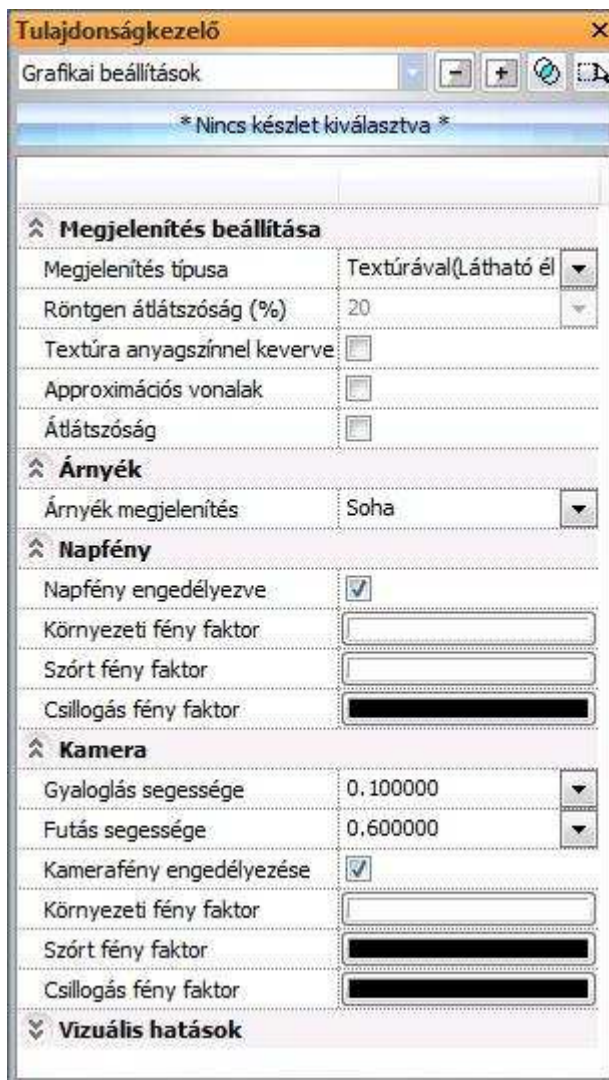 Tulajdonságkezelő
Grafikai beállítások
* Nincs készlet kiválasztva *
Megjelenítés beállítása
Megjelenítés típusa Textúrával(Látható él
Röntgen átlátszóság (%) 20
Textúra anyagszínnel keverve
Approximációs vonalak
Átlátszóság
Árnyék
Árnyék megjelenítés Soha
Napfény
Napfény engedélyezve
Környezeti fény faktor
Szórt fény faktor
Csillogás fény faktor
Kamera
Gyaloglás segessége 0.100000
Futás segessége 0.600000
Kamerafény engedélyezése
Környezeti fény faktor
Szórt fény faktor
Csillogás fény faktor
Vizuális hatások